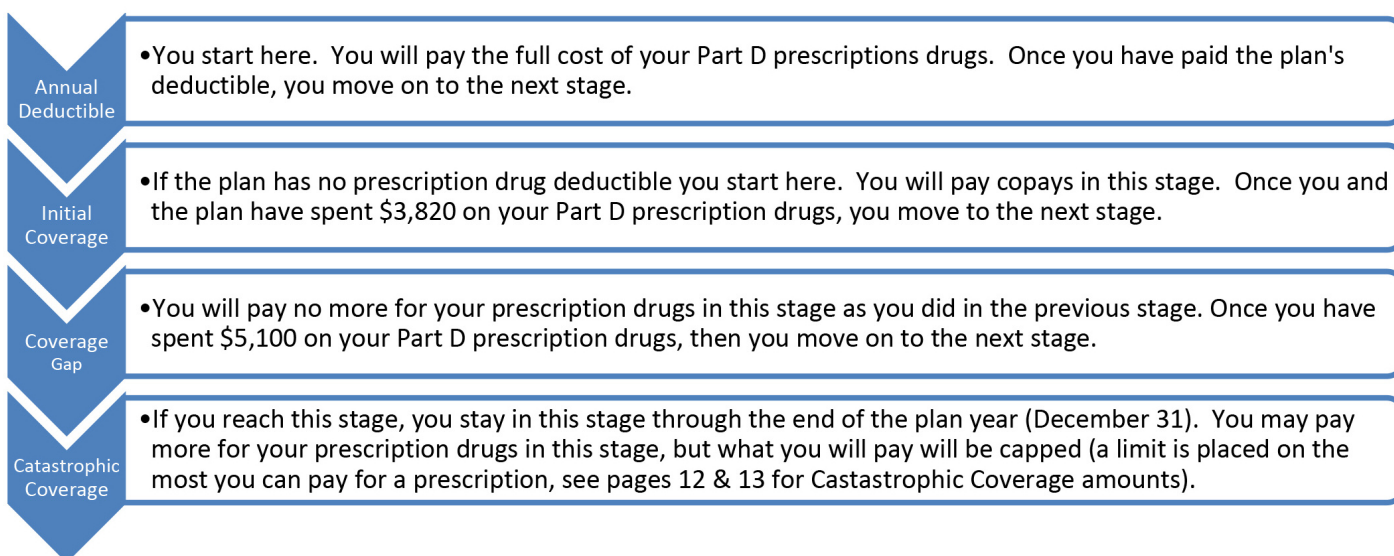 Annual
Deductible
•You start here.  You will pay the full cost of your Part D prescriptions drugs.  Once you have paid the plan's
deductible, you move on to the next stage.
Initial
Coverage
•If the plan has no prescription drug deductible you start here.  You will pay copays in this stage.  Once you and
the plan have spent $3,820 on your Part D prescription drugs, you move to the next stage.
Coverage
Gap
•You will pay no more for your prescription drugs in this stage as you did in the previous stage. Once you have
spent $5,100 on your Part D prescription drugs, then you move on to the next stage.
Catastrophic
Coverage
•If you reach this stage, you stay in this stage through the end of the plan year (December 31).  You may pay
more for your prescription drugs in this stage, but what you will pay will be capped (a limit is placed on the
most you can pay for a prescription, see pages 12 & 13 for Castastrophic Coverage amounts).